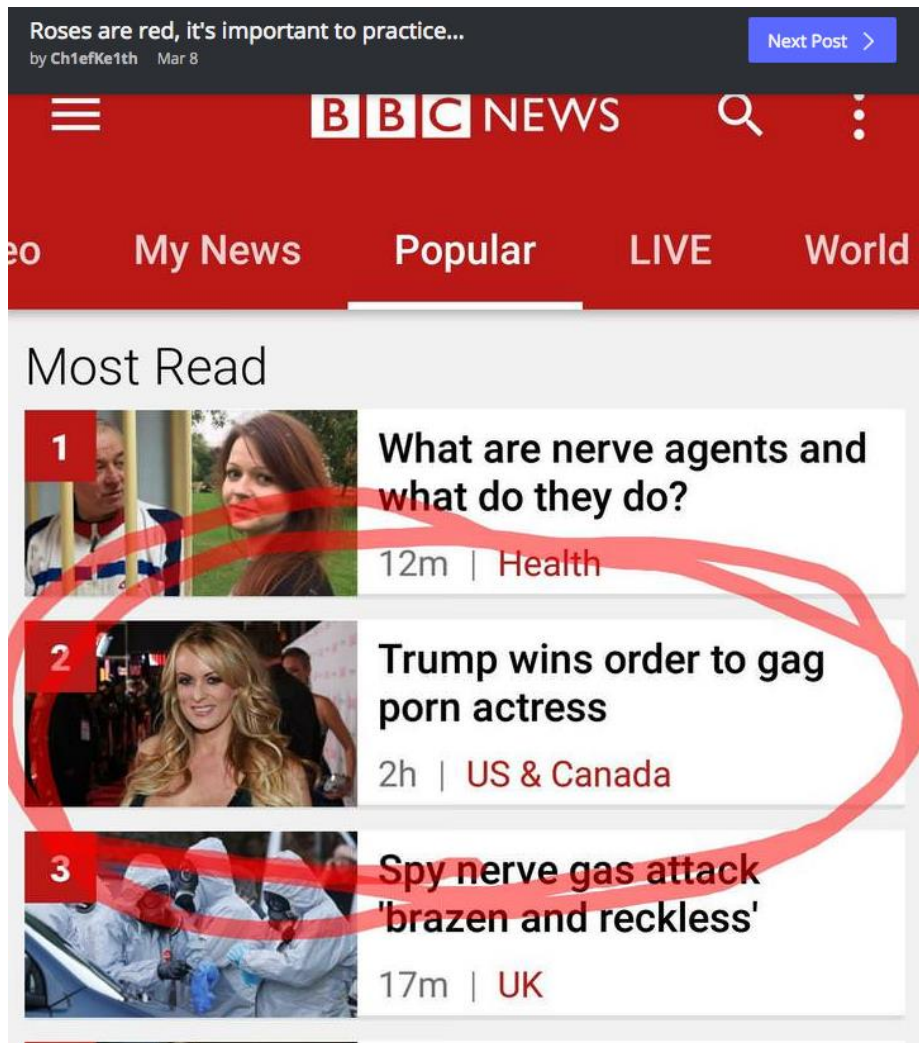 Roses are red, it's important to practice...
by Ch1efKe1th Mar 8
Next Post
BBC NEWS
eo My News Popular LIVE World
Most Read
1
What are nerve agents and
what do they do?
12m | Health
2
Trump wins order to gag
porn actress
2h | US & Canada
3
Spy nerve gas attack
'brazen and reckless'
17m | UK